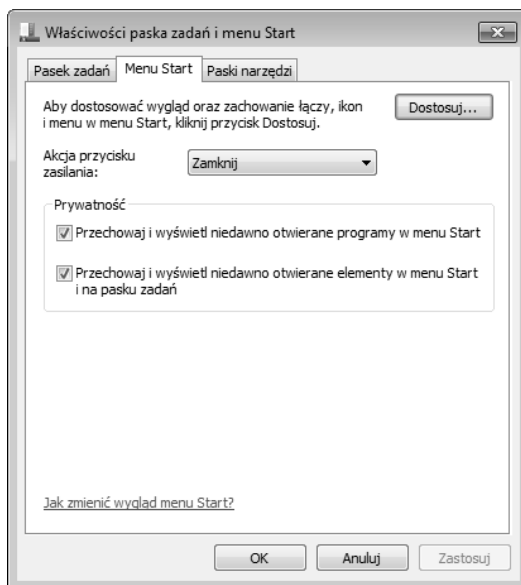 Właściwości paska zadań i menu Start
Pasek zadań
Menu Start
Paski narzędzi
Aby dostosować wygląd oraz zachowanie łączy, ikon
i menu w menu Start, kliknij przycisk Dostosuj.
Dostosuj...
Akcja przycisku
zasilania:
Zamknij
Prywatność
Przechowaj i wyświetl niedawno otwierane programy w menu Start
Przechowaj i wyświetl niedawno otwierane elementy w menu Start
i na pasku zadań
Jak zmienić wygląd menu Start?
OK
Anuluj
Zastosuj